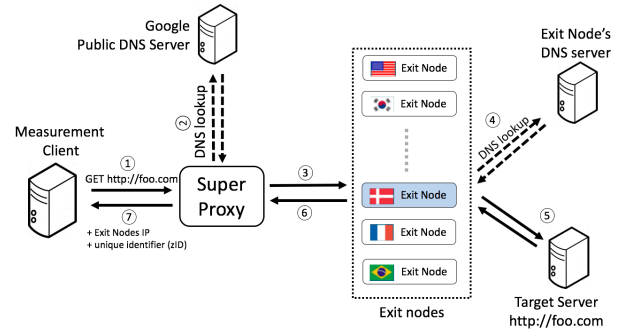 Google
Public DNS Server
Exit Node's
DNS server
Exit Node
Exit Node
② DNS lookup
④ DNS lookup
Measurement
Client
①
GET http://foo.com
Super
Proxy
③
⑥
⑦
+ Exit Nodes IP
+ unique identifier (zID)
Exit Node
Exit Node
Exit Node
⑤
Exit nodes
Target Server
http://foo.com